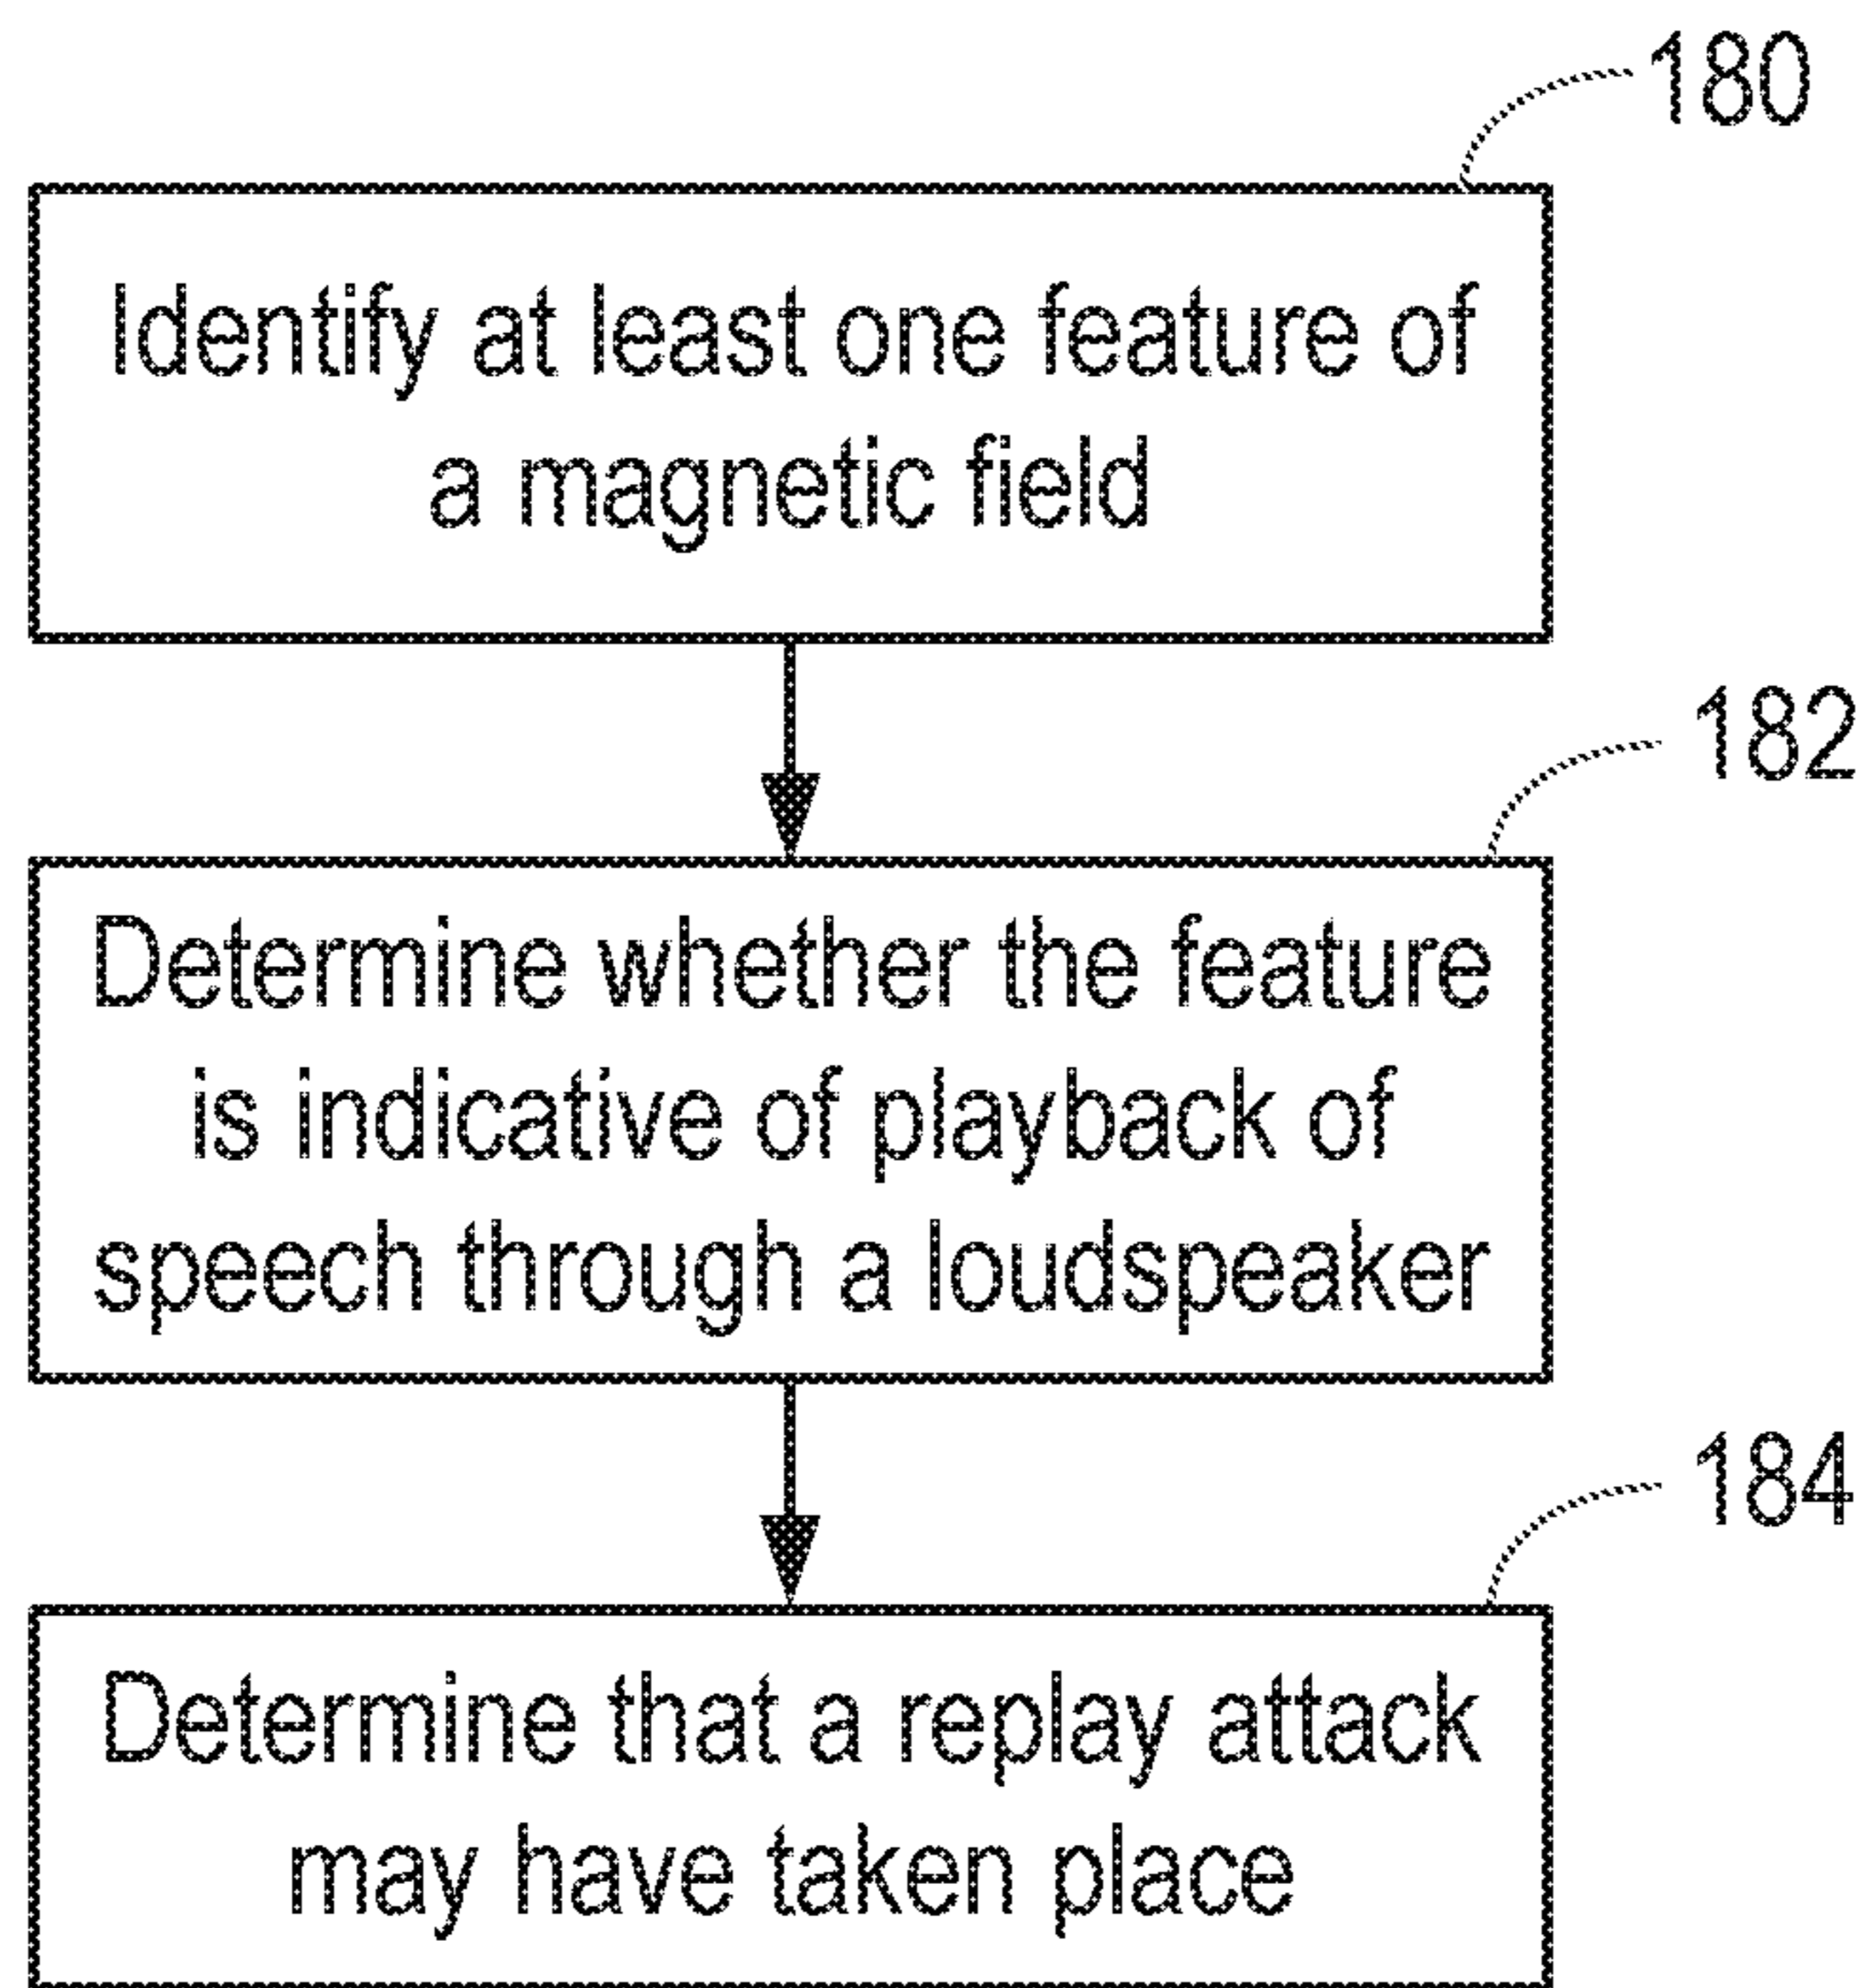 180
Identify at least one feature of
a magnetic field
182
Determine whether the feature
is indicative of playback of
speech through a loudspeaker
184
Determine that a replay attack
may have taken place